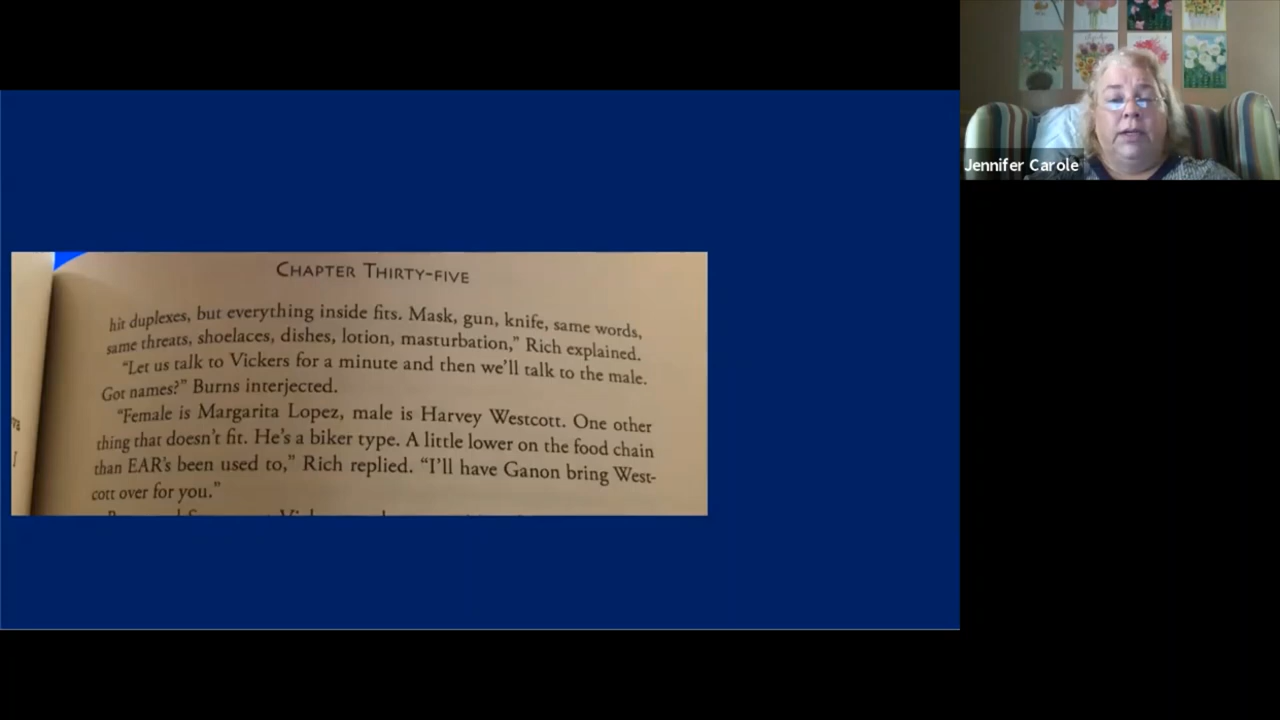 CHAPTER THIRTY-FIVE
hit duplexes, but everything inside fits. Mask, gun, knife, same words,
same threats, shoelaces, dishes, lotion, masturbation,” Rich explained.
“Let us talk to Vickers for a minute and then we’ll talk to the male.
Got names?” Burns interjected.
“Female is Margarita Lopez, male is Harvey Westcott. One other
thing that doesn’t fit. He’s a biker type. A little lower on the food chain
than EAR’s been used to,” Rich replied. “I’ll have Ganon bring West-
cott over for you.”
Jennifer Carole